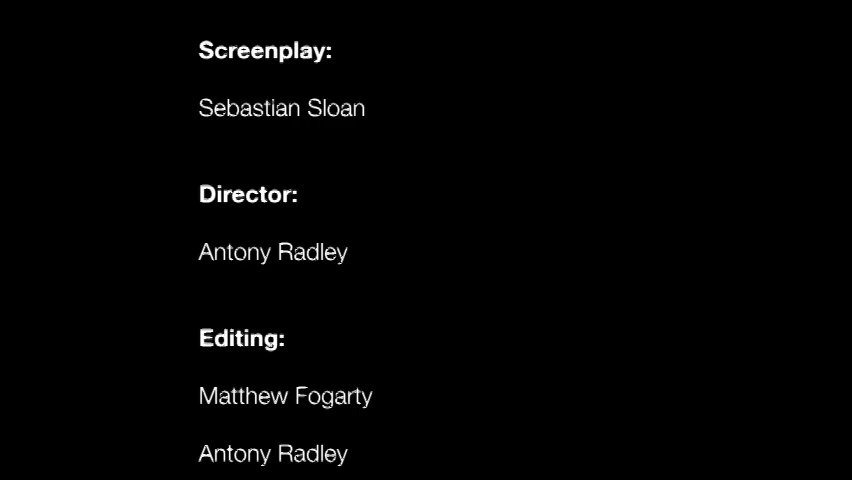 Screenplay:
Sebastian Sloan
Director:
Antony Radley
Editing:
Matthew Fogarty
Antony Radley